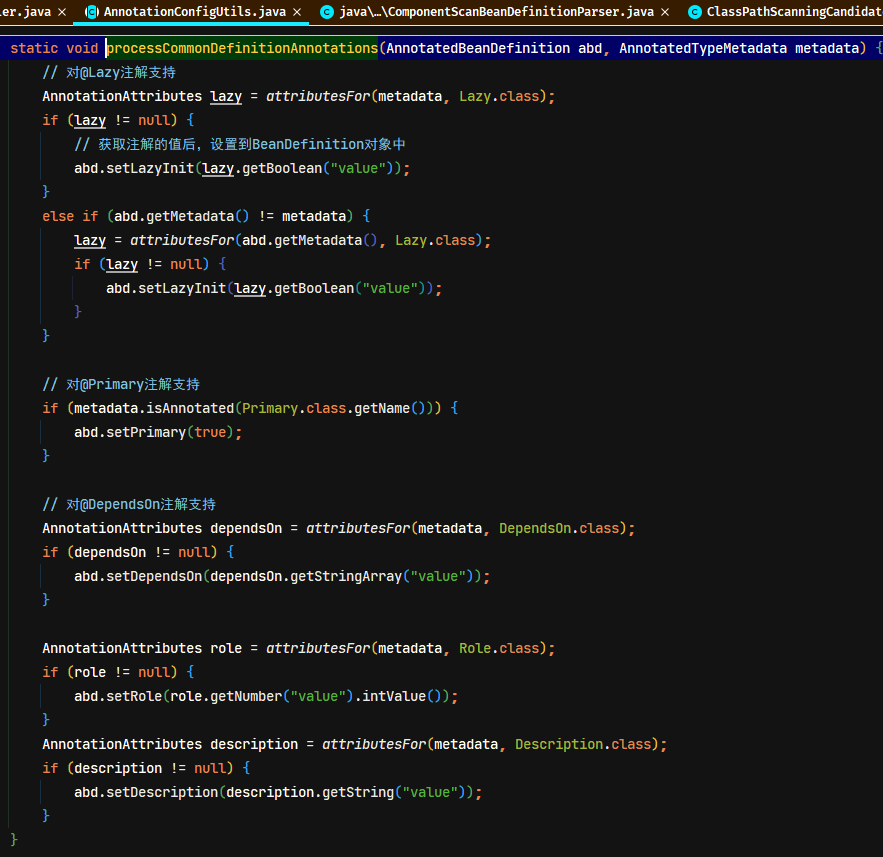 er.java × AnnotationConfigUtils.java × java\...\ComponentScanBeanDefinitionParser.java × ClassPathScanningCandidat
static void processCommonDefinitionAnnotations(AnnotatedBeanDefinition abd, AnnotatedTypeMetadata metadata) {
// 对@Lazy注解支持
AnnotationAttributes lazy = attributesFor(metadata, Lazy.class);
if (lazy != null) {
// 获取注解的值后，设置到BeanDefinition对象中
abd.setLazyInit(lazy.getBoolean("value"));
}
else if (abd.getMetadata() != metadata) {
lazy = attributesFor(abd.getMetadata(), Lazy.class);
if (lazy != null) {
abd.setLazyInit(lazy.getBoolean("value"));
}
}
// 对@Primary注解支持
if (metadata.isAnnotated(Primary.class.getName())) {
abd.setPrimary(true);
}
// 对@DependsOn注解支持
AnnotationAttributes dependsOn = attributesFor(metadata, DependsOn.class);
if (dependsOn != null) {
abd.setDependsOn(dependsOn.getStringArray("value"));
}
AnnotationAttributes role = attributesFor(metadata, Role.class);
if (role != null) {
abd.setRole(role.getNumber("value").intValue());
}
AnnotationAttributes description = attributesFor(metadata, Description.class);
if (description != null) {
abd.setDescription(description.getString("value"));
}
}